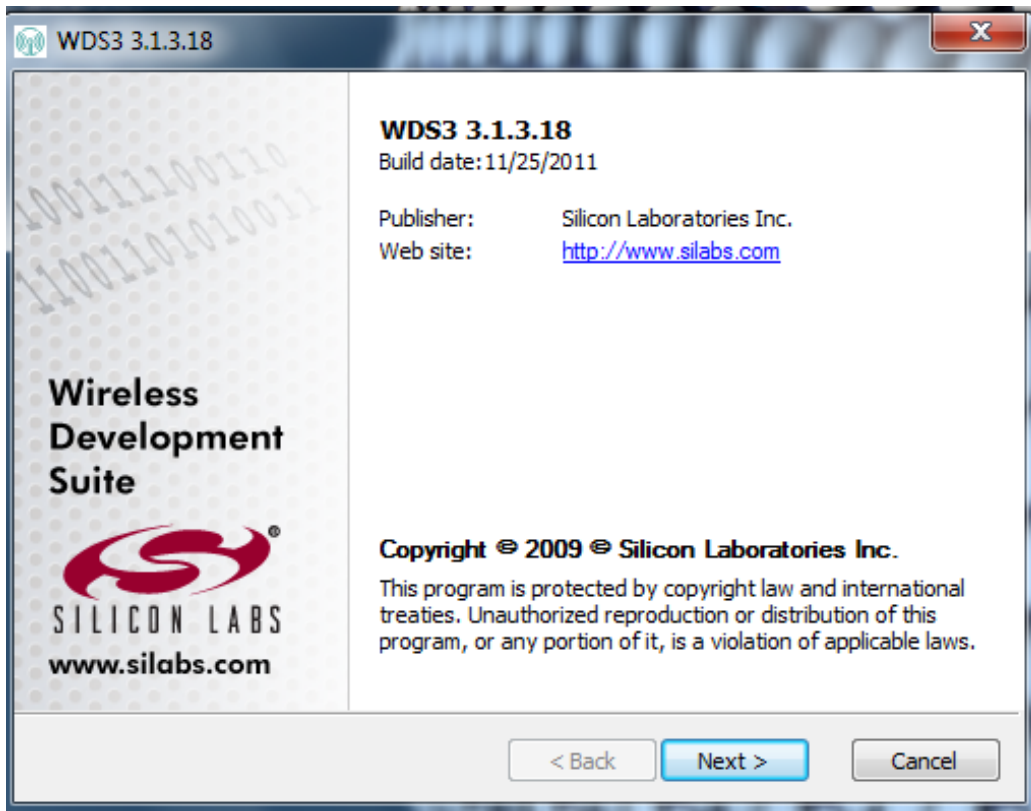 WDS3 3.1.3.18
100111100110
1100110101010011
Wireless
Development
Suite
®
SILICON LABS
www.silabs.com
WDS3 3.1.3.18
Build date:11/25/2011
Publisher: Silicon Laboratories Inc.
Web site: http://www.silabs.com
Copyright © 2009 © Silicon Laboratories Inc.
This program is protected by copyright law and international
treaties. Unauthorized reproduction or distribution of this
program, or any portion of it, is a violation of applicable laws.
< Back Next > Cancel